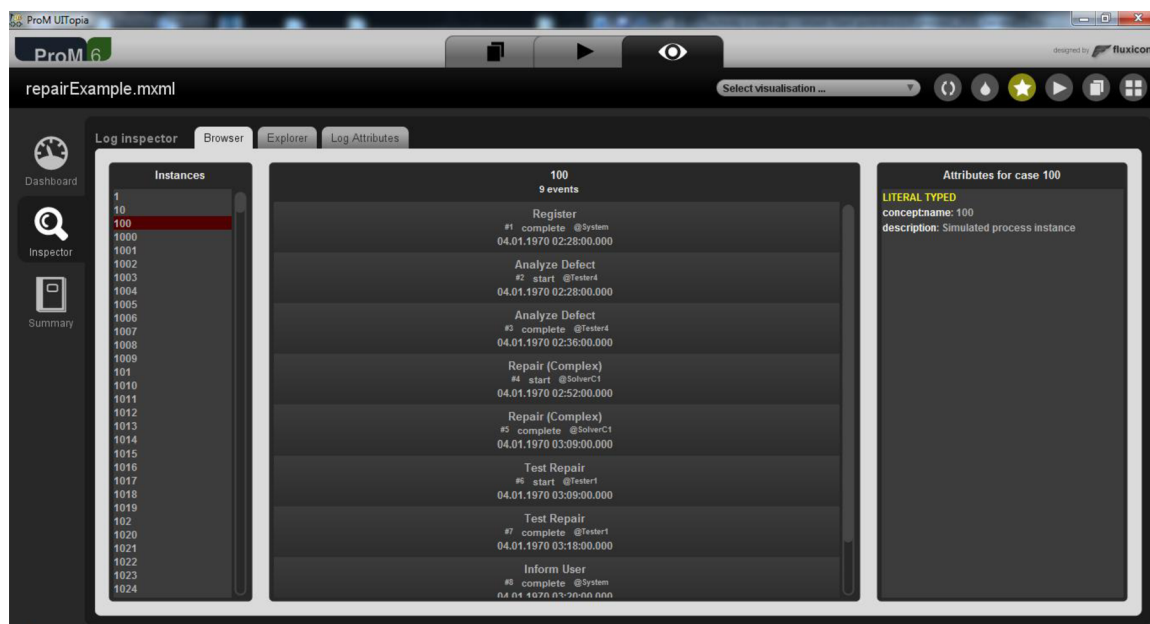 ProM UITopia
ProM 6
designed by fluxicon
repairExample.mxml
Select visualisation ...
Log inspector Browser Explorer Log Attributes
Dashboard
Inspector
Summary
Instances
1
10
100
1000
1001
1002
1003
1004
1005
1006
1007
1008
1009
101
1010
1011
1012
1013
1014
1015
1016
1017
1018
1019
102
1020
1021
1022
1023
1024
100
9 events
Register
#1 complete @System
04.01.1970 02:28:00.000
Analyze Defect
#2 start @Tester4
04.01.1970 02:28:00.000
Analyze Defect
#3 complete @Tester4
04.01.1970 02:36:00.000
Repair (Complex)
#4 start @SolverC1
04.01.1970 02:52:00.000
Repair (Complex)
#5 complete @SolverC1
04.01.1970 03:09:00.000
Test Repair
#6 start @Tester1
04.01.1970 03:09:00.000
Test Repair
#7 complete @Tester1
04.01.1970 03:18:00.000
Inform User
#8 complete @System
04.01.1970 03:20:00.000
Attributes for case 100
LITERAL TYPED
concept:name: 100
description: Simulated process instance